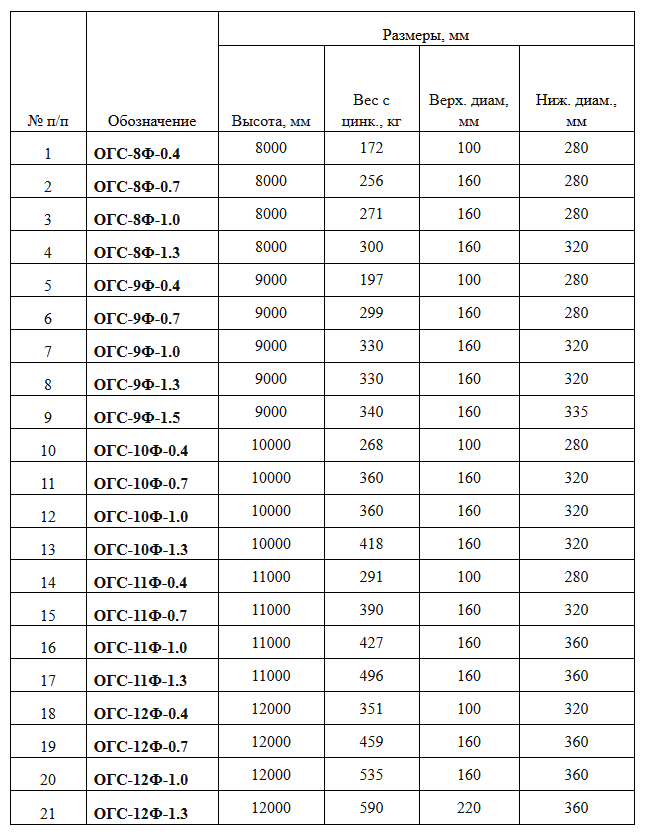 Размеры, мм
№ п/п Обозначение Высота, мм Вес с цинк., кг Верх. диам, мм Ниж. диам., мм
1 ОГС-8Ф-0.4 8000 172 100 280
2 ОГС-8Ф-0.7 8000 256 160 280
3 ОГС-8Ф-1.0 8000 271 160 280
4 ОГС-8Ф-1.3 8000 300 160 320
5 ОГС-9Ф-0.4 9000 197 100 280
6 ОГС-9Ф-0.7 9000 299 160 280
7 ОГС-9Ф-1.0 9000 330 160 320
8 ОГС-9Ф-1.3 9000 330 160 320
9 ОГС-9Ф-1.5 9000 340 160 335
10 ОГС-10Ф-0.4 10000 268 100 280
11 ОГС-10Ф-0.7 10000 360 160 320
12 ОГС-10Ф-1.0 10000 360 160 320
13 ОГС-10Ф-1.3 10000 418 160 320
14 ОГС-11Ф-0.4 11000 291 100 280
15 ОГС-11Ф-0.7 11000 390 160 320
16 ОГС-11Ф-1.0 11000 427 160 360
17 ОГС-11Ф-1.3 11000 496 160 360
18 ОГС-12Ф-0.4 12000 351 100 320
19 ОГС-12Ф-0.7 12000 459 160 360
20 ОГС-12Ф-1.0 12000 535 160 360
21 ОГС-12Ф-1.3 12000 590 220 360